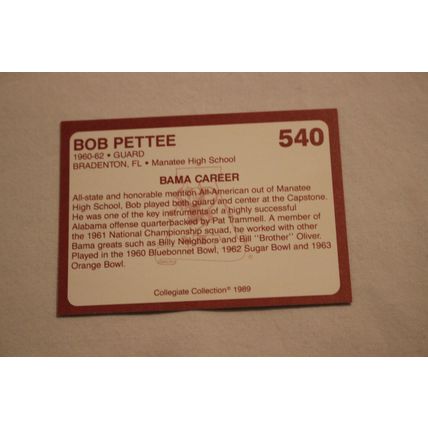 BOB PETTEE 540
1960-62 • GUARD
BRADENTON, FL • Manatee High School
BAMA CAREER
All-state and honorable mention All-American out of Manatee
High School, Bob played both guard and center at the Capstone.
He was one of the key instruments of a highly successful
Alabama offense quarterbacked by Pat Trammell. A member of
the 1961 National Championship squad, he worked with other
Bama greats such as Billy Neighbors and Bill "Brother" Oliver.
Played in the 1960 Bluebonnet Bowl, 1962 Sugar Bowl and 1963
Orange Bowl.
Collegiate Collection® 1989